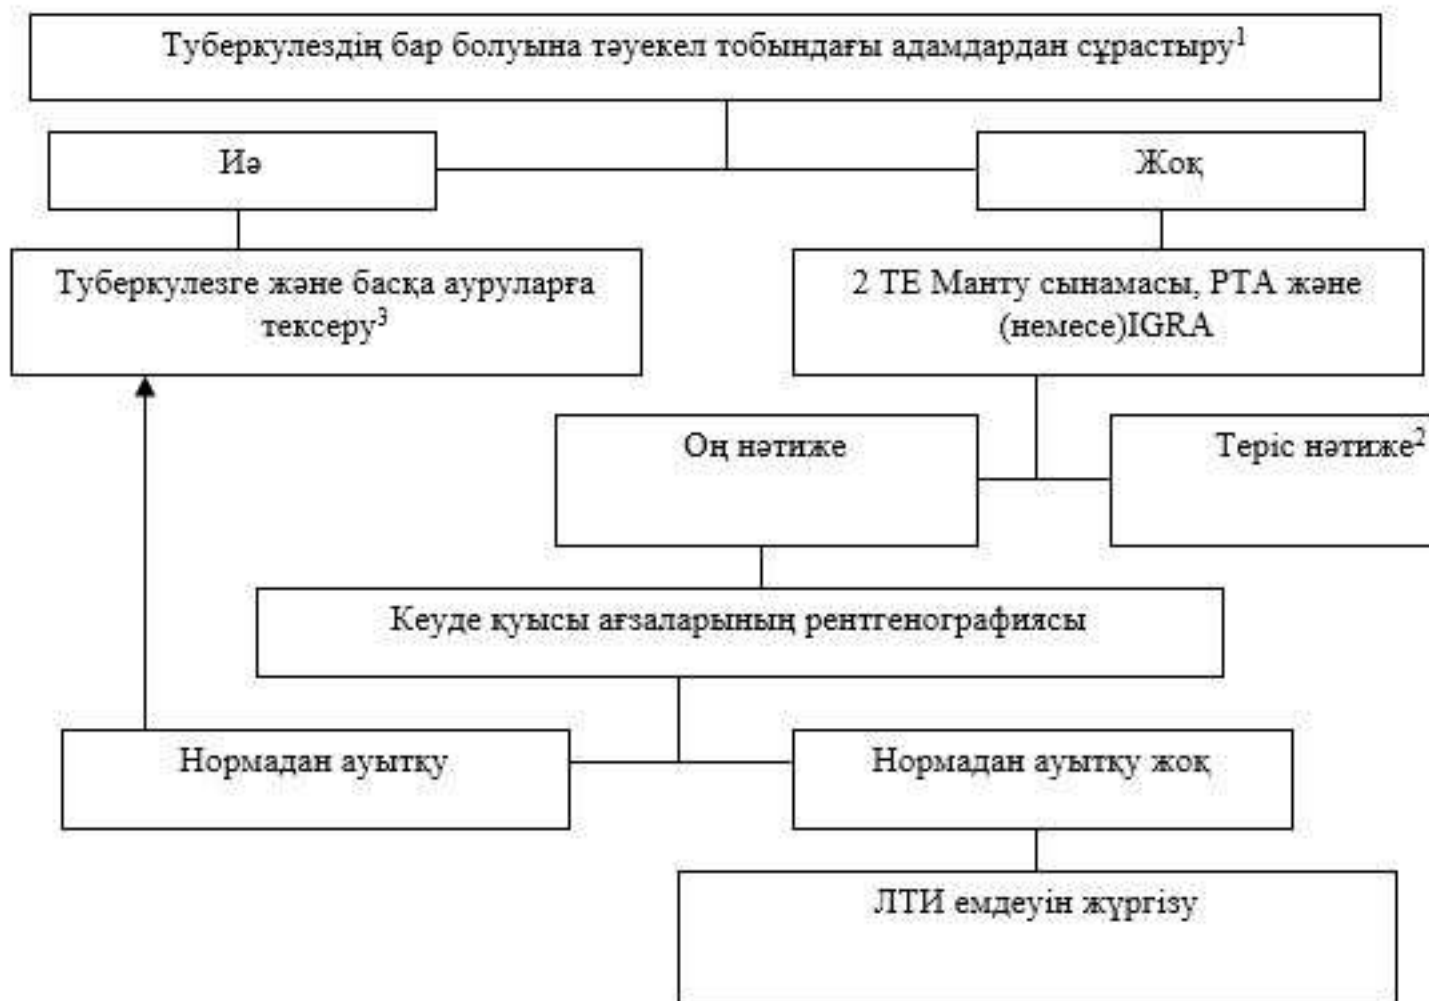 Туберкулездің бар болуына тәуекел тобындағы адамдардан сұрастыру¹
Иә
Жоқ
Туберкулезге және басқа ауруларға
тексеру³
2 ТЕ Манту сынамасы, РТА және
(немесе)IGRA
Оң нәтиже
Теріс нәтиже²
Кеуде қуысы ағзаларының рентгенографиясы
Нормадан ауытқу
Нормадан ауытқу жоқ
ЛТИ емдеуін жүргізу